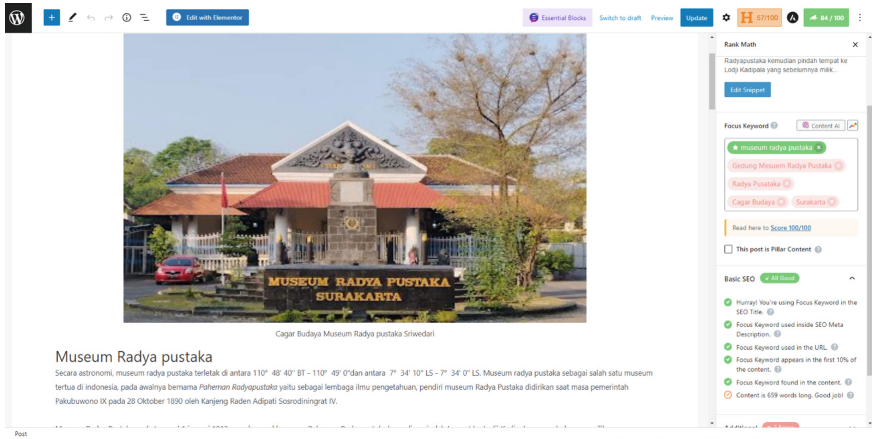 Edit with Elementor
Essential Blocks
Switch to draft
Preview
Update
57/100
84 / 100
Rank Math
Radyapustaka kemudian pindah tempat ke
Lodji Kadipala yang sebelumnya milik...
Edit Snippet
Focus Keyword
Content AI
museum radya pustaka
Gedung Mesuem Radya Pustaka
Radya Pusataka
Cagar Budaya
Surakarta
Read here to Score 100/100
This post is Pillar Content
Basic SEO
All Good
Hurray! You're using Focus Keyword in the
SEO Title.
Focus Keyword used inside SEO Meta
Description.
Focus Keyword used in the URL.
Focus Keyword appears in the first 10% of
the content.
Focus Keyword found in the content.
Content is 659 words long. Good job!
MUSEUM RADYA PUSTAKA
SURAKARTA
Cagar Budaya Museum Radya pustaka Sriwedari
Museum Radya pustaka
Secara astronomi, museum radya pustaka terletak di antara 110° 48' 40'' BT – 110° 49' 0''dan antara 7° 34' 10'' LS – 7° 34' 0'' LS. Museum radya pustaka sebagai salah satu museum
tertua di indonesia, pada awalnya bernama Paheman Radyapustaka yaitu sebagai lembaga ilmu pengetahuan, pendiri museum Radya Pustaka didirikan saat masa pemerintah
Pakubuwono IX pada 28 Oktober 1890 oleh Kanjeng Raden Adipati Sosrodiningrat IV.
Post